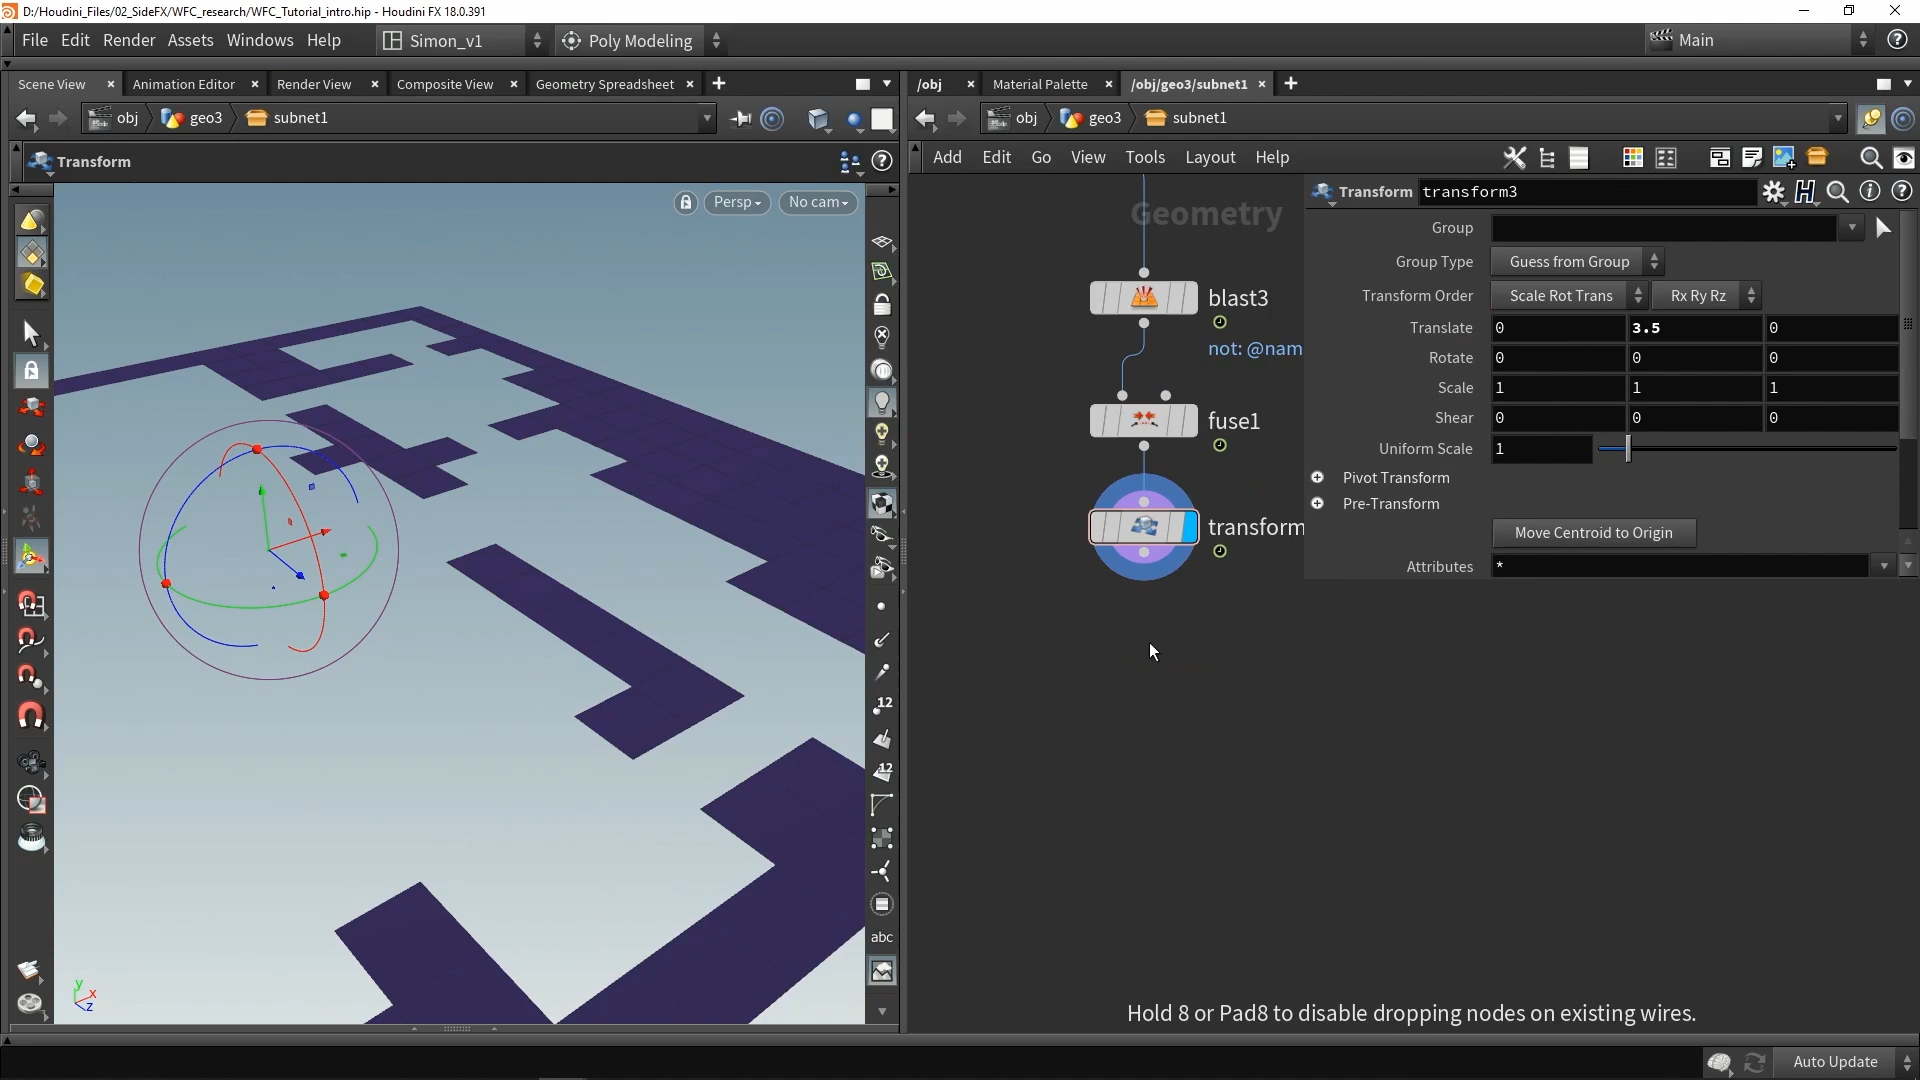 D:/Houdini_Files/02_SideFX/WFC_research/WFC_Tutorial_intro.hip - Houdini FX 18.0.391
File Edit Render Assets Windows Help Simon_v1 Poly Modeling Main
Scene View Animation Editor Render View Composite View Geometry Spreadsheet
/obj Material Palette /obj/geo3/subnet1
obj geo3 subnet1
obj geo3 subnet1
Transform
Add Edit Go View Tools Layout Help
Persp No cam
Geometry
blast3
not: @nam
fuse1
transform
Transform transform3
Group
Group Type Guess from Group
Transform Order Scale Rot Trans Rx Ry Rz
Translate 0 3.5 0
Rotate 0 0 0
Scale 1 1 1
Shear 0 0 0
Uniform Scale 1
Pivot Transform
Pre-Transform
Move Centroid to Origin
Attributes *
12
12
abc
y
x
z
Hold 8 or Pad8 to disable dropping nodes on existing wires.
Auto Update